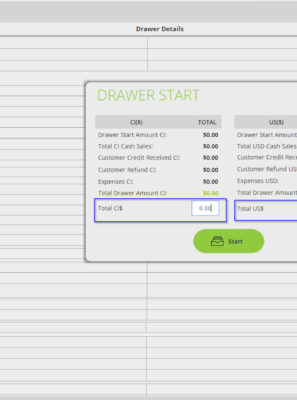 Drawer Details
DRAWER START
CI($) TOTAL US($)
Drawer Start Amount CI: $0.00 Drawer Start Amount
Total CI Cash Sales: $0.00 Total USD Cash Sales
Customer Credit Received CI: $0.00 Customer Credit Rece
Customer Refund CI: $0.00 Customer Refund US
Expenses CI: $0.00 Expenses USD:
Total Drawer Amount CI: $0.00 Total Drawer Amount
Total CI$ 0.00 Total US$
Start